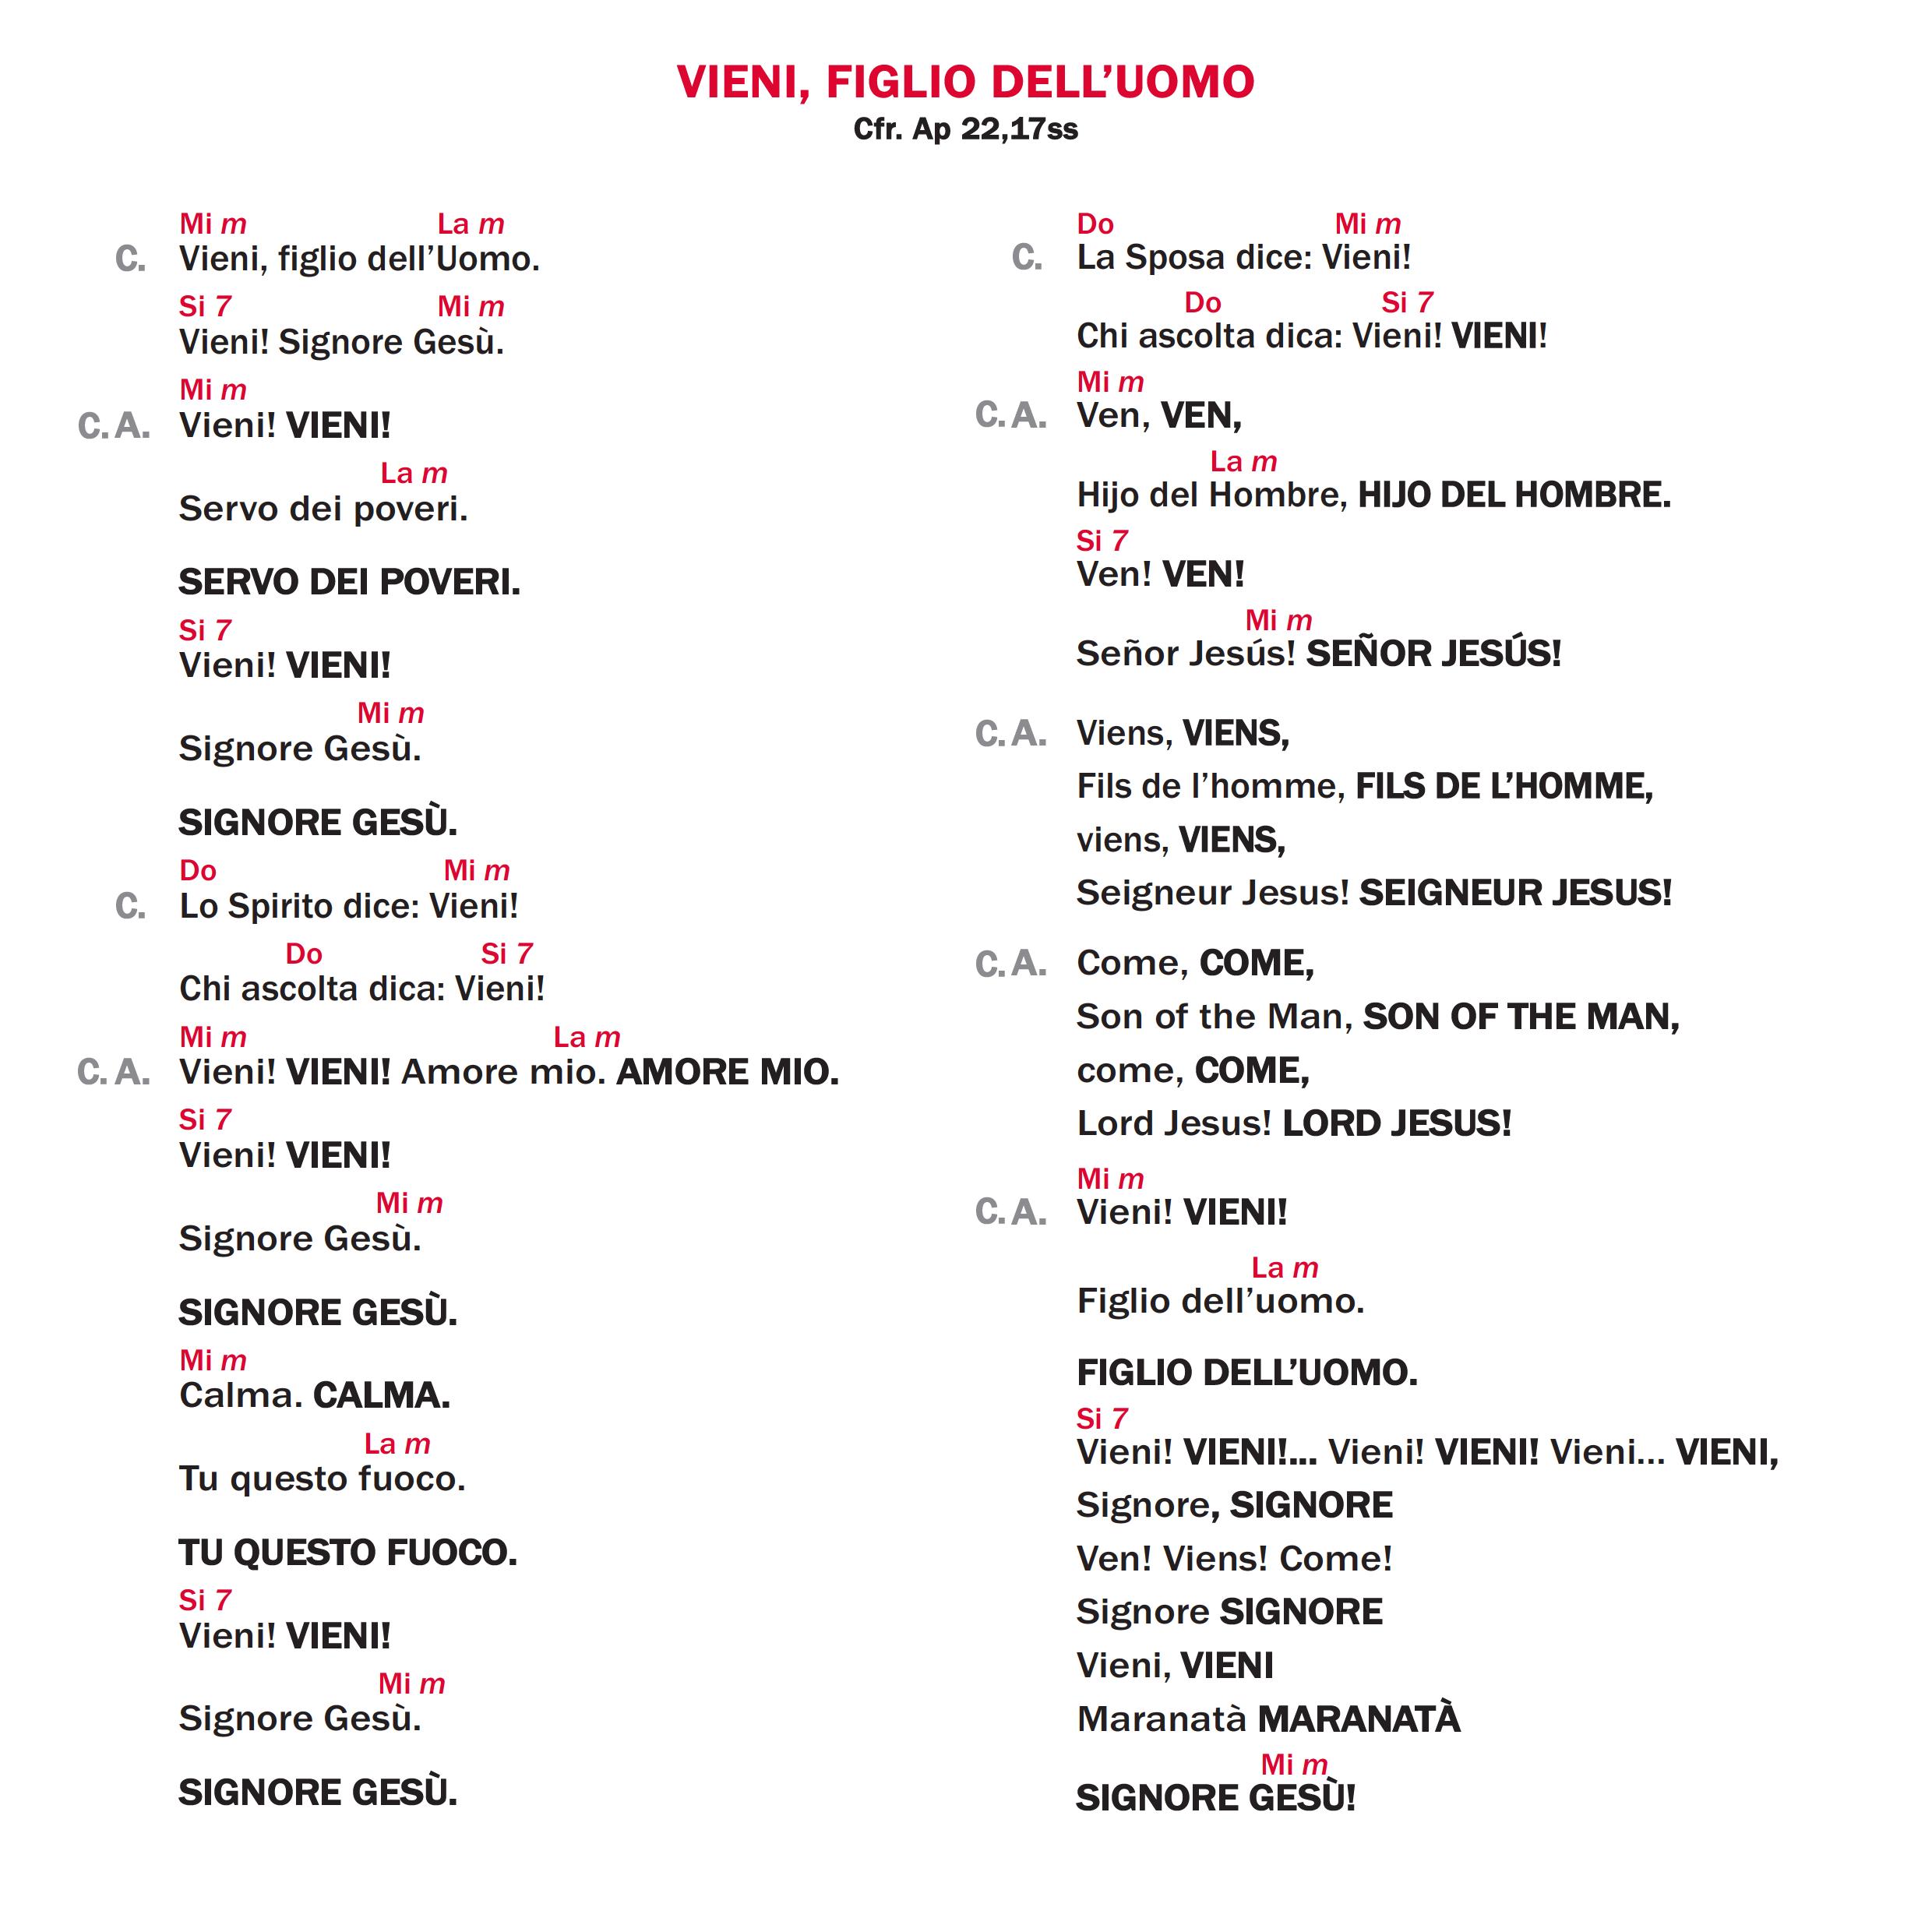 VIENI, FIGLIO DELL’UOMO
Cfr. Ap 22,17ss
Mi m La m
C. Vieni, figlio dell’Uomo.
Si 7 Mi m
Vieni! Signore Gesù.
Mi m
C. A. Vieni! VIENI!
La m
Servo dei poveri.
SERVO DEI POVERI.
Si 7
Vieni! VIENI!
Mi m
Signore Gesù.
SIGNORE GESÙ.
Do Mi m
C. Lo Spirito dice: Vieni!
Do Si 7
Chi ascolta dica: Vieni!
Mi m La m
C. A. Vieni! VIENI! Amore mio. AMORE MIO.
Si 7
Vieni! VIENI!
Mi m
Signore Gesù.
SIGNORE GESÙ.
Mi m
Calma. CALMA.
La m
Tu questo fuoco.
TU QUESTO FUOCO.
Si 7
Vieni! VIENI!
Mi m
Signore Gesù.
SIGNORE GESÙ.
Do Mi m
C. La Sposa dice: Vieni!
Do Si 7
Chi ascolta dica: Vieni! VIENI!
Mi m
C. A. Ven, VEN,
La m
Hijo del Hombre, HIJO DEL HOMBRE.
Si 7
Ven! VEN!
Mi m
Señor Jesús! SEÑOR JESÚS!
C. A. Viens, VIENS,
Fils de l’homme, FILS DE L’HOMME,
viens, VIENS,
Seigneur Jesus! SEIGNEUR JESUS!
C. A. Come, COME,
Son of the Man, SON OF THE MAN,
come, COME,
Lord Jesus! LORD JESUS!
Mi m
C. A. Vieni! VIENI!
La m
Figlio dell’uomo.
FIGLIO DELL’UOMO.
Si 7
Vieni! VIENI!... Vieni! VIENI! Vieni... VIENI,
Signore, SIGNORE
Ven! Viens! Come!
Signore SIGNORE
Vieni, VIENI
Maranatà MARANATÀ
Mi m
SIGNORE GESÙ!